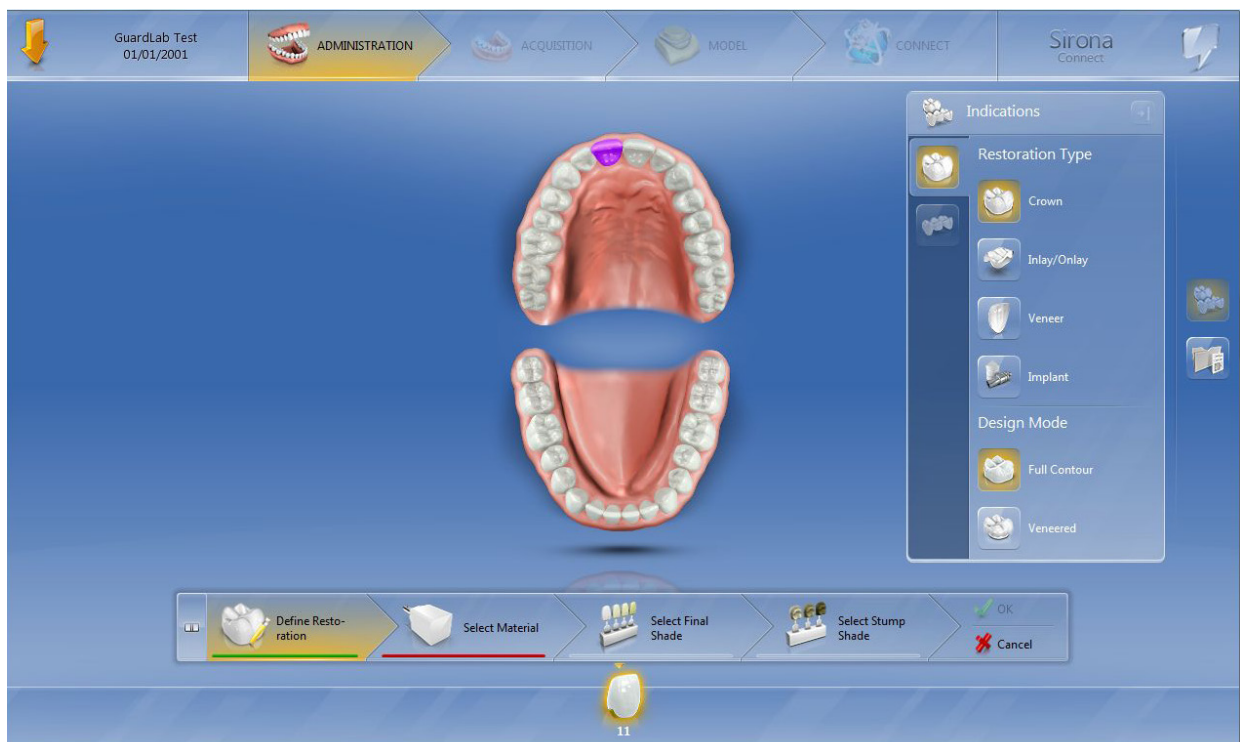 GuardLab Test
01/01/2001
ADMINISTRATION
ACQUISITION
MODEL
CONNECT
Sirona
Connect
Indications
Restoration Type
Crown
Inlay/Onlay
Veneer
Implant
Design Mode
Full Contour
Veneered
Define Resto-
ration
Select Material
Select Final
Shade
Select Stump
Shade
OK
Cancel
11